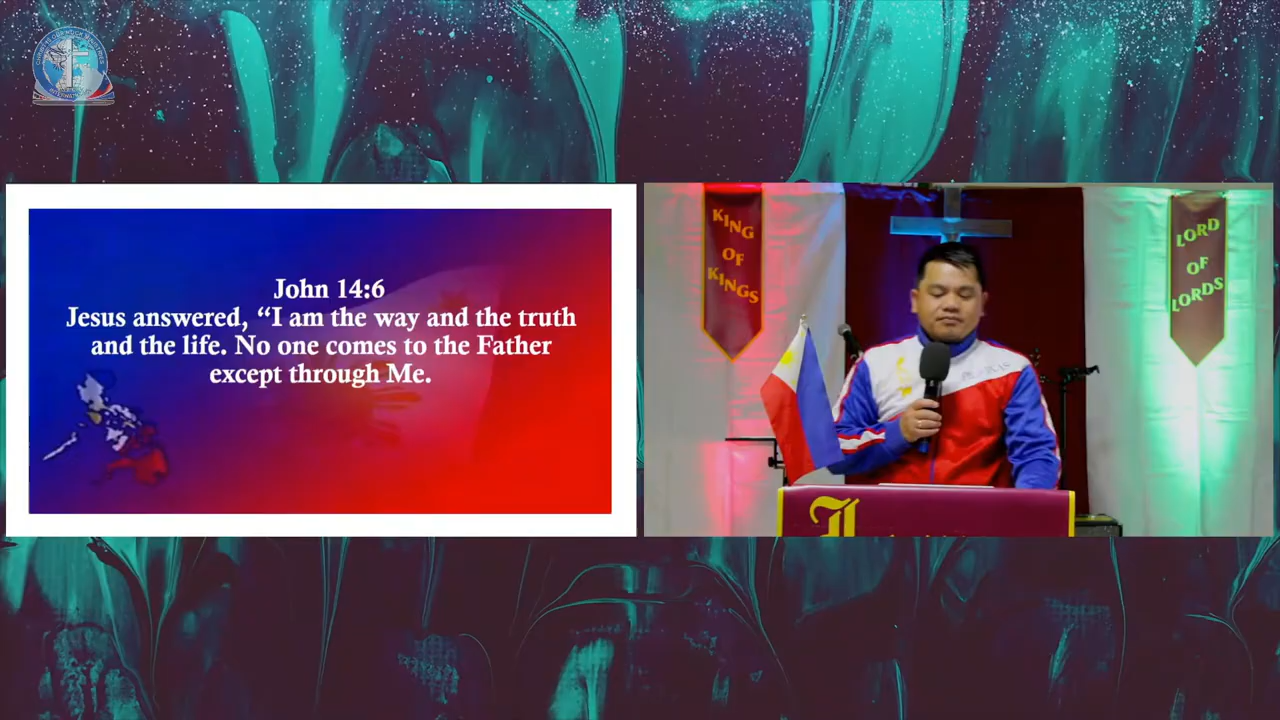 John 14:6
Jesus answered, “I am the way and the truth
and the life. No one comes to the Father
except through Me.
KING
OF
KINGS
LORD
OF
LORDS